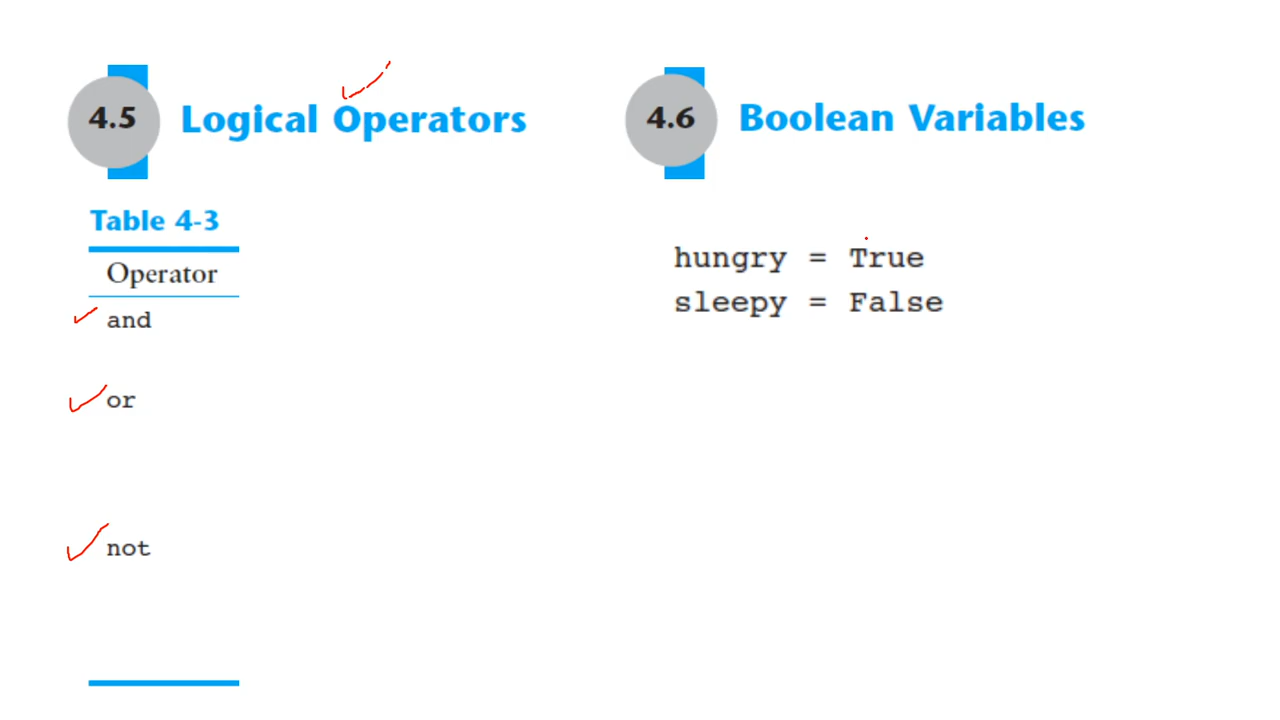 4.5 Logical Operators
Table 4-3
Operator
and
or
not
4.6 Boolean Variables
hungry = True
sleepy = False